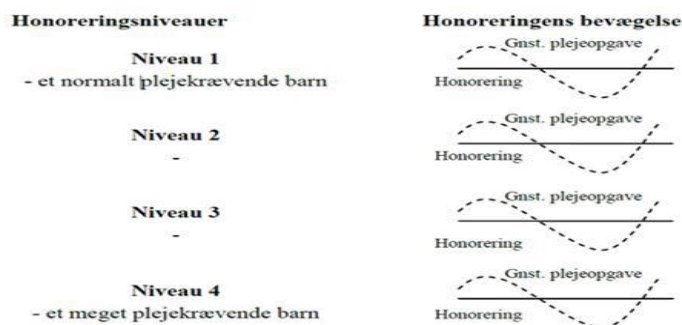 Honoreringsniveauer
Honoreringens bevægelse
Niveau 1
- et normalt plejekrævende barn
Gnst. plejeopgave
Honorering
Niveau 2
-
Gnst. plejeopgave
Honorering
Niveau 3
-
Gnst. plejeopgave
Honorering
Niveau 4
- et meget plejekrævende barn
Gnst. plejeopgave
Honorering